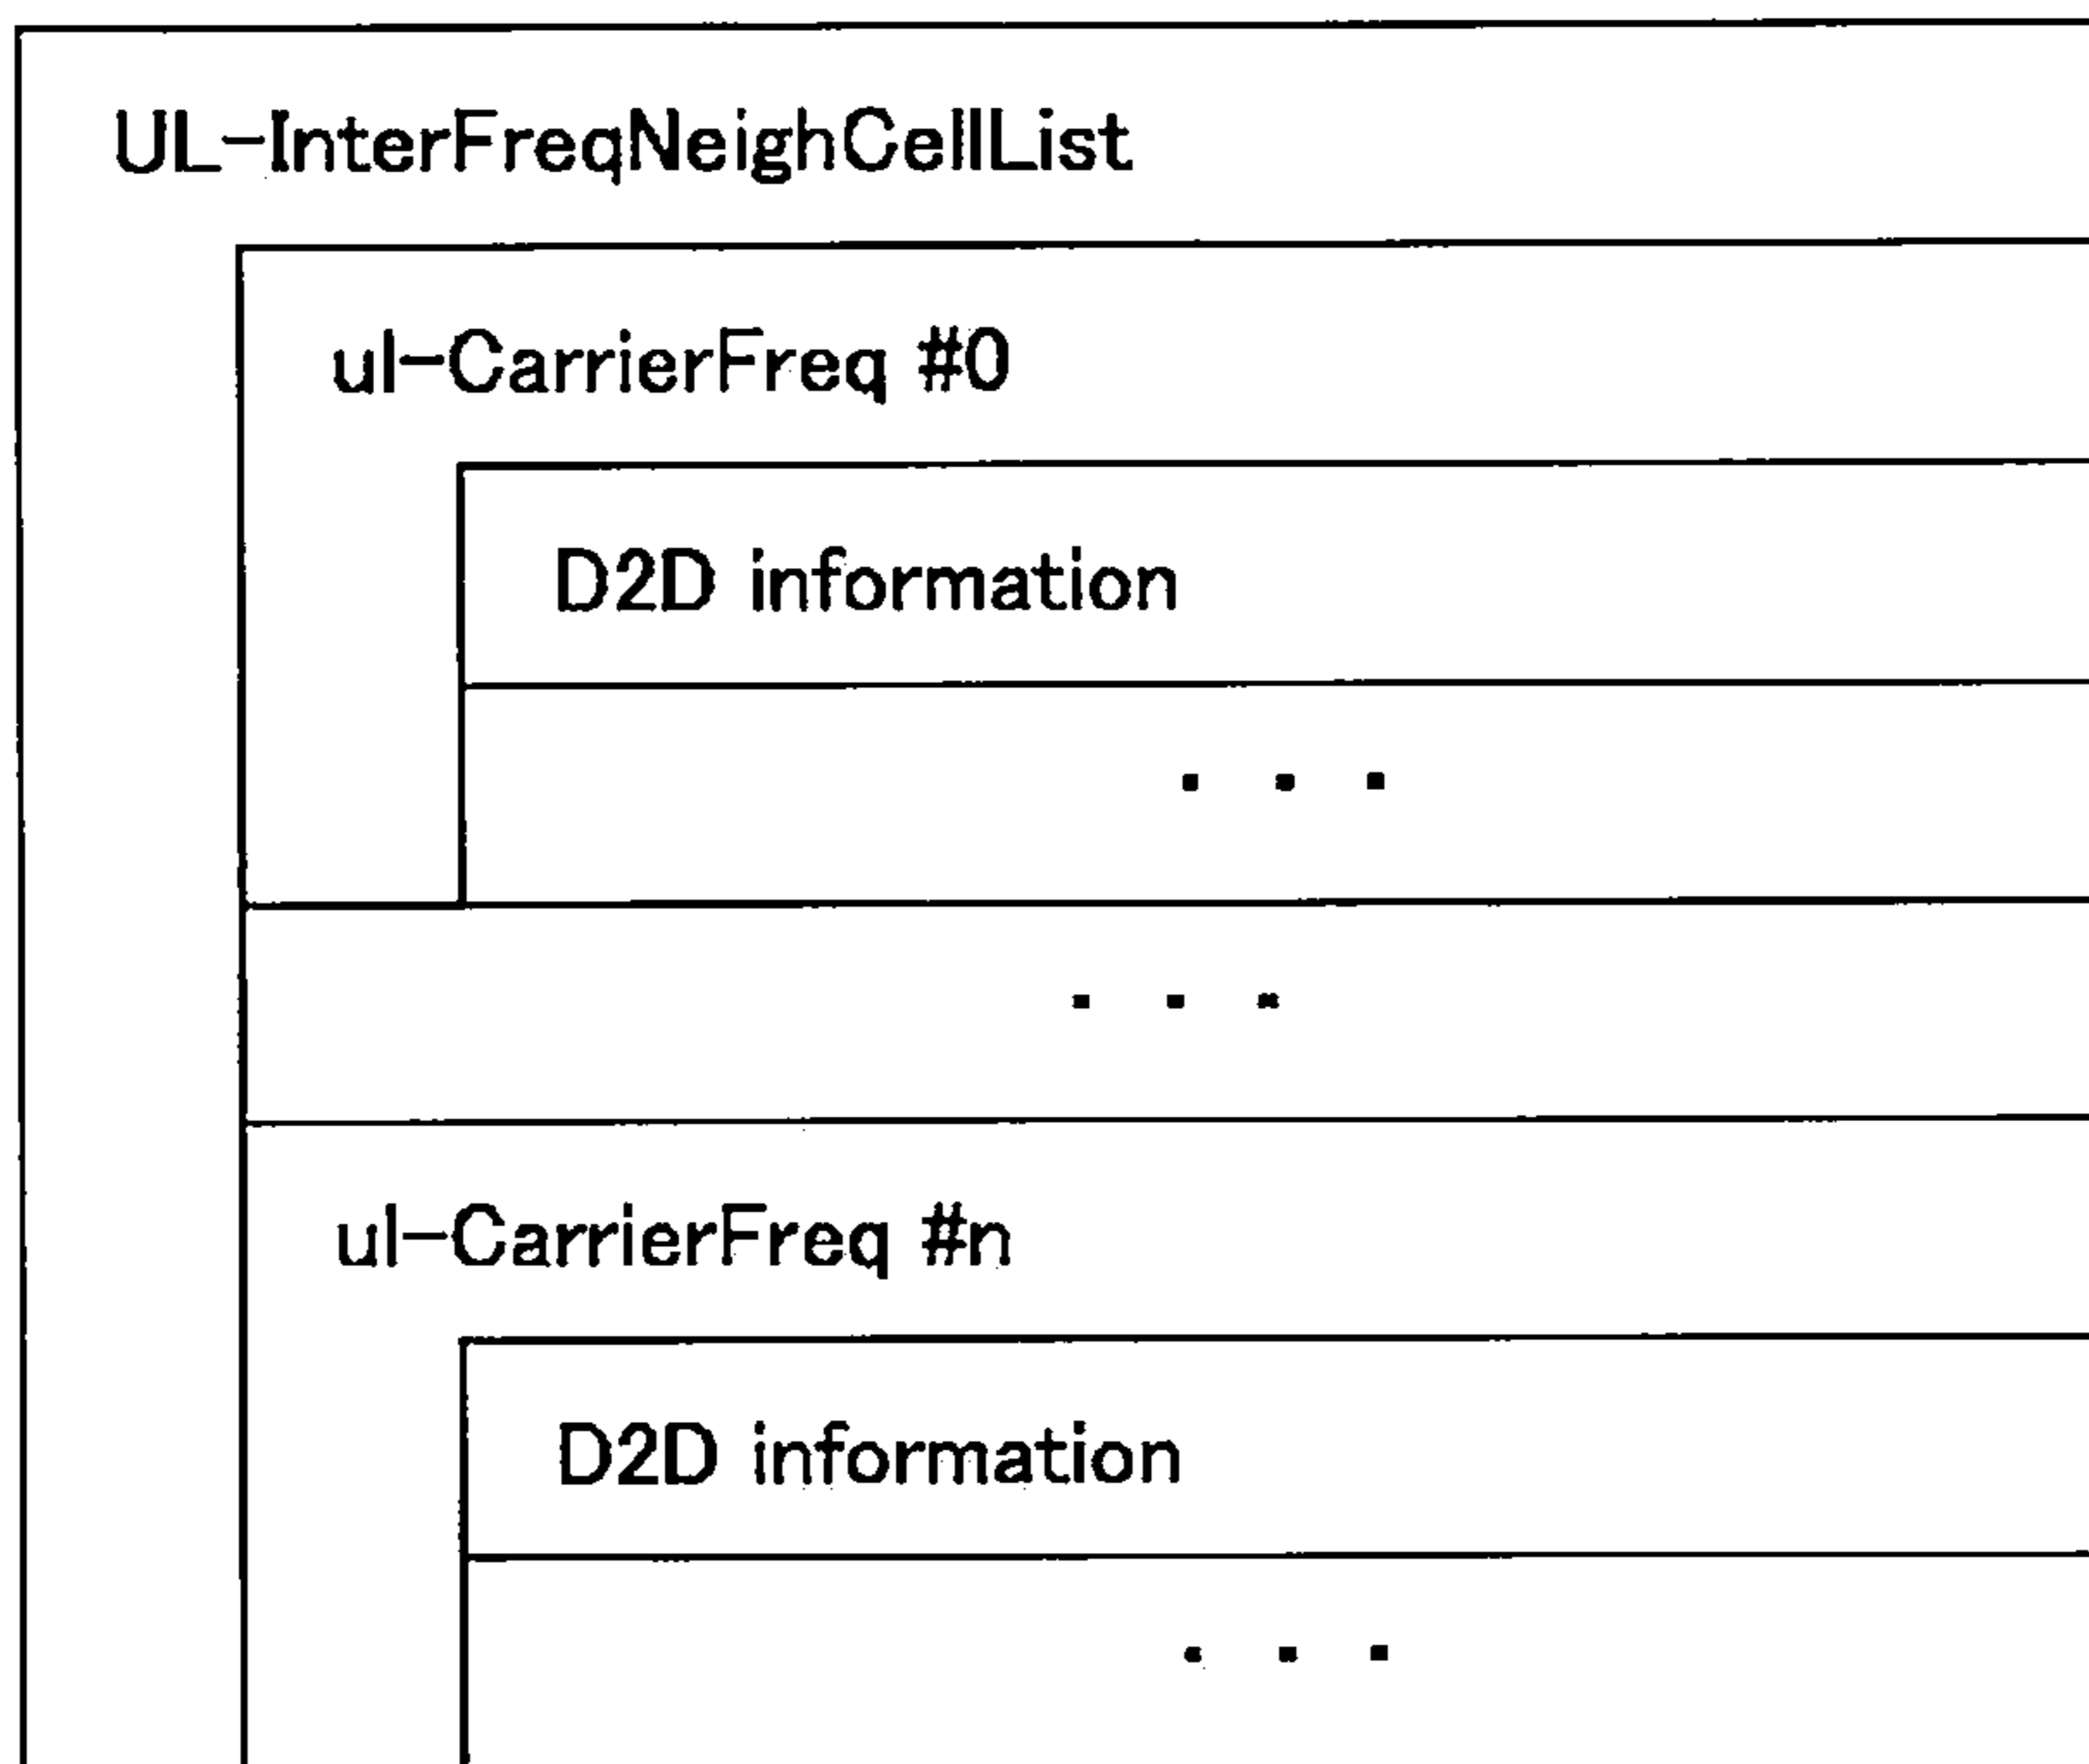 UL-InterFreqNeighCellList
ul-CarrierFreq #0
D2D information
. . .
. . .
ul-CarrierFreq #n
D2D information
. . .